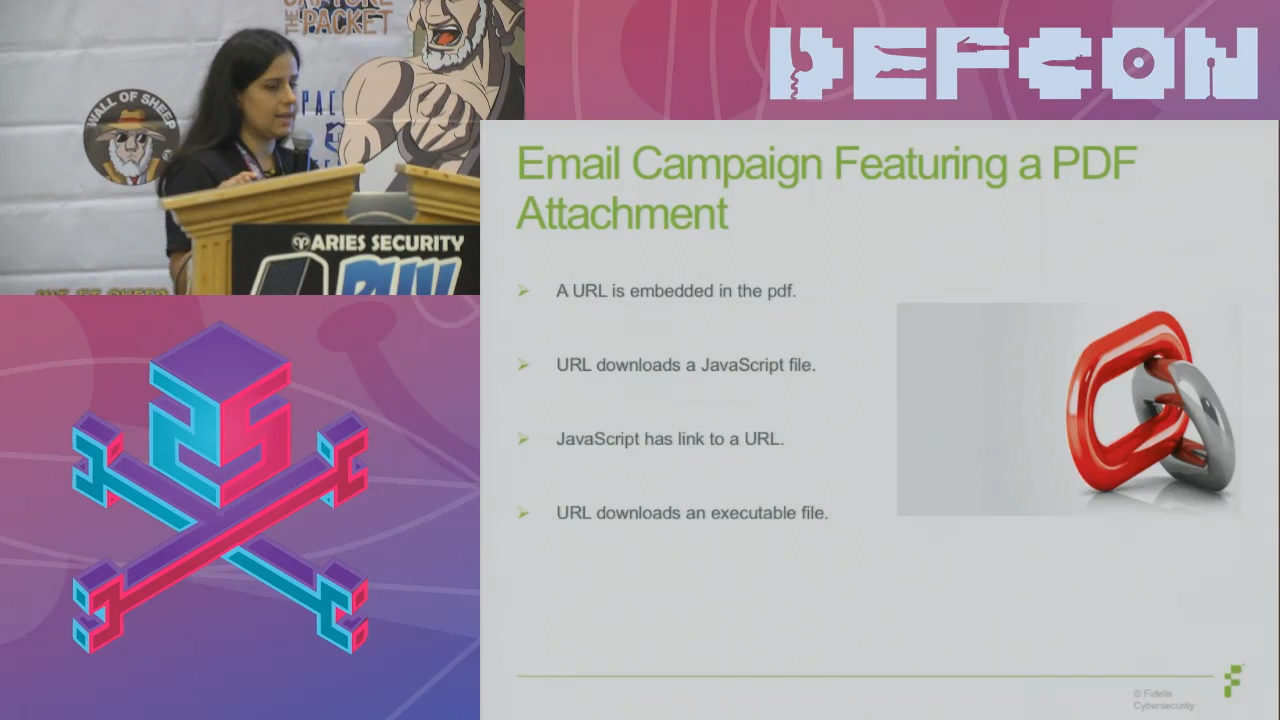 THE
PACKET
WALL OF SHEEP
ARIES SECURITY
DEFCON
Email Campaign Featuring a PDF
Attachment
➢ A URL is embedded in the pdf.
➢ URL downloads a JavaScript file.
➢ JavaScript has link to a URL.
➢ URL downloads an executable file.
© Fidelis
Cybersecurity